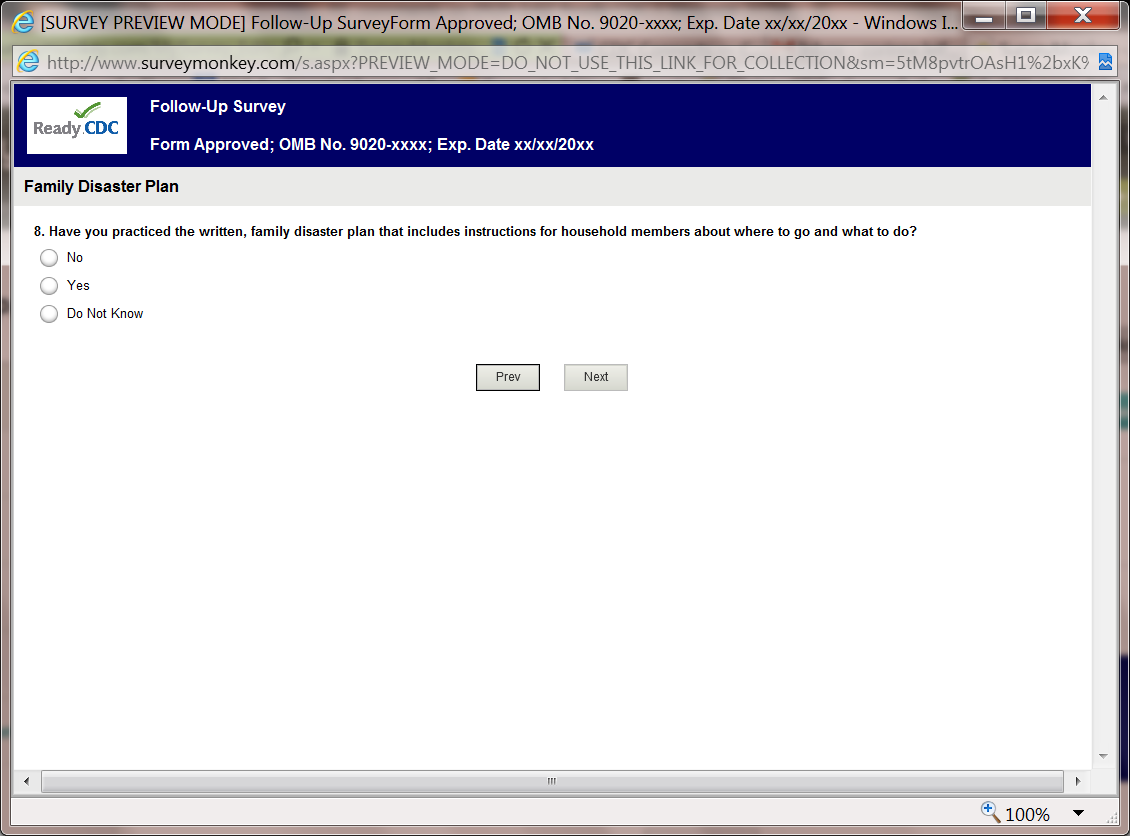 [SURVEY PREVIEW MODE] Follow-Up SurveyForm Approved; OMB No. 9020-xxxx; Exp. Date xx/xx/20xx - Windows I...
http://www.surveymonkey.com/s.aspx?PREVIEW_MODE=DO_NOT_USE_THIS_LINK_FOR_COLLECTION&sm=5tM8pvtrOAsH1%2bxK%
Ready CDC
Follow-Up Survey
Form Approved; OMB No. 9020-xxxx; Exp. Date xx/xx/20xx
Family Disaster Plan
8. Have you practiced the written, family disaster plan that includes instructions for household members about where to go and what to do?
No
Yes
Do Not Know
Prev Next
100%